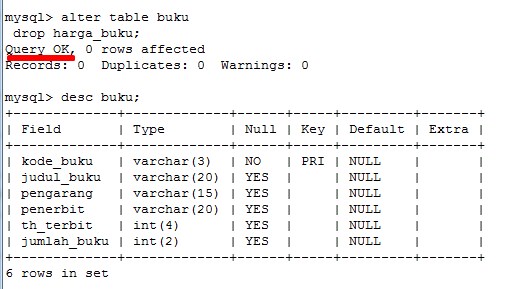 mysql> alter table buku
drop harga_buku;
Query OK, 0 rows affected
Records: 0  Duplicates: 0  Warnings: 0
mysql> desc buku;
+-------------+-------------+------+-----+---------+-------+
| Field       | Type        | Null | Key | Default | Extra |
+-------------+-------------+------+-----+---------+-------+
| kode_buku   | varchar(3)  | NO   | PRI | NULL    |       |
| judul_buku  | varchar(20) | YES  |     | NULL    |       |
| pengarang   | varchar(15) | YES  |     | NULL    |       |
| penerbit    | varchar(20) | YES  |     | NULL    |       |
| th_terbit   | int(4)      | YES  |     | NULL    |       |
| jumlah_buku | int(2)      | YES  |     | NULL    |       |
+-------------+-------------+------+-----+---------+-------+
6 rows in set